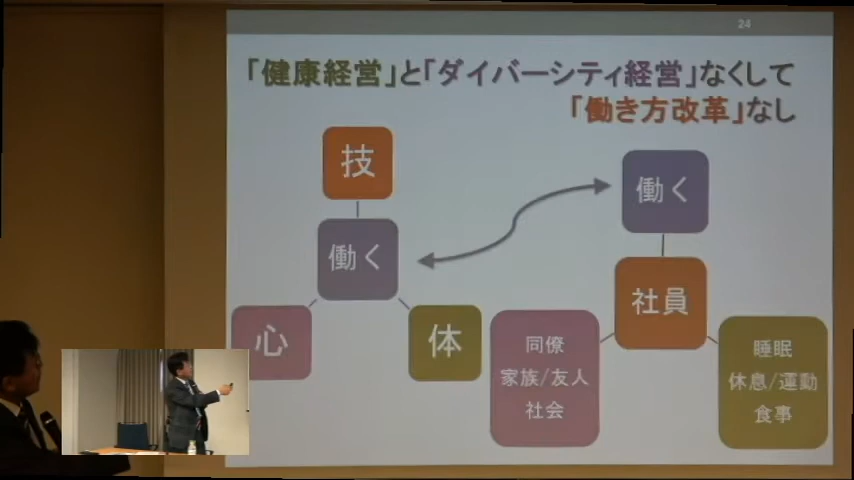 24
「健康経営」と「ダイバーシティ経営」なくして
「働き方改革」なし
技
働く
心
体
働く
社員
同僚
家族/友人
社会
睡眠
休息/運動
食事